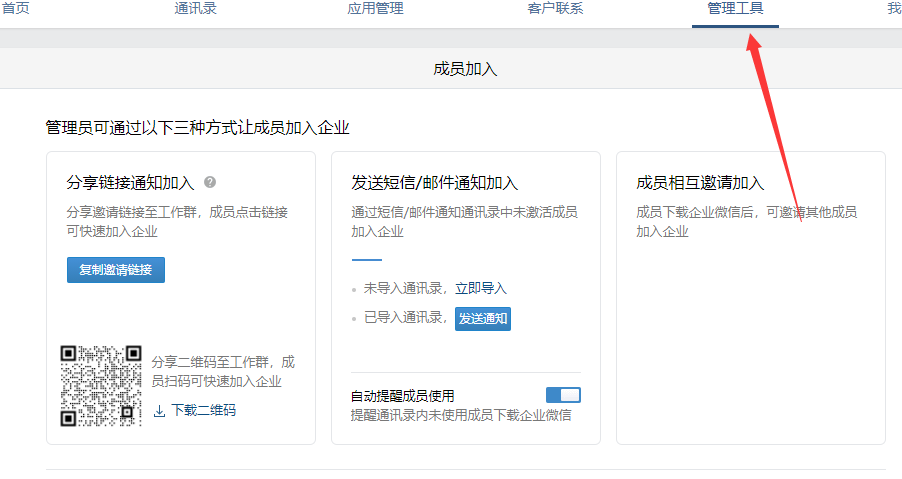 首页
通讯录
应用管理
客户联系
管理工具
我
成员加入
管理员可通过以下三种方式让成员加入企业
分享链接通知加入 ?
分享邀请链接至工作群，成员点击链接
可快速加入企业
复制邀请链接
分享二维码至工作群，成
员扫码可快速加入企业
下载二维码
发送短信/邮件通知加入
通过短信/邮件通知通讯录中未激活成员
加入企业
未导入通讯录，立即导入
已导入通讯录，发送通知
自动提醒成员使用
提醒通讯录内未使用成员下载企业微信
成员相互邀请加入
成员下载企业微信后，可邀请其他成员
加入企业